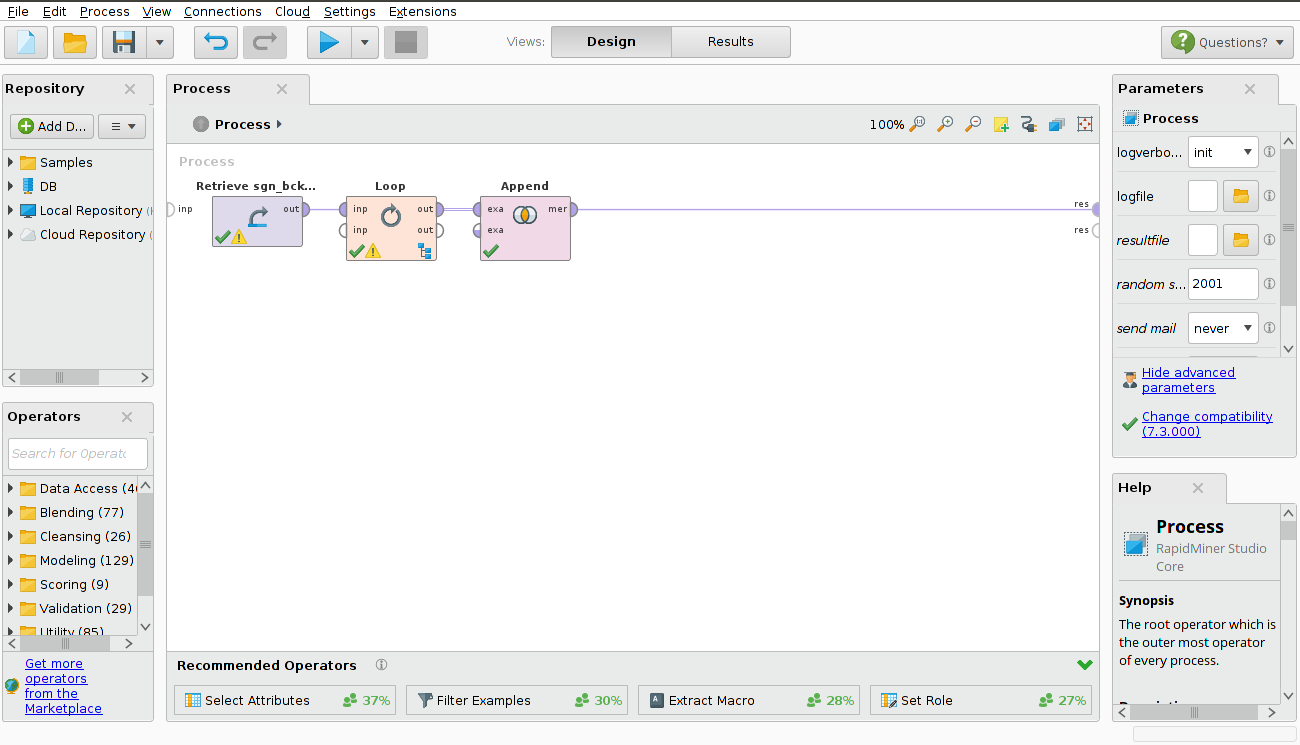 File Edit Process View Connections Cloud Settings Extensions
Views: Design Results
Questions?
Repository
Add D...
Samples
DB
Local Repository
Cloud Repository
Operators
Search for Operato
Data Access (4
Blending (77)
Cleansing (26)
Modeling (129)
Scoring (9)
Validation (29)
Utility (85)
Get more
operators
from the
Marketplace
Process
Process
100%
Process
Retrieve sgn_bck...
Loop
Append
inp
out
inp out
inp out
exa mer
exa
res
res
Recommended Operators
Select Attributes 37%
Filter Examples 30%
Extract Macro 28%
Set Role 27%
Parameters
Process
logverbo... init
logfile
resultfile
random s... 2001
send mail never
Hide advanced
parameters
Change compatibility
(7.3.000)
Help
Process
RapidMiner Studio
Core
Synopsis
The root operator which is
the outer most operator
of every process.